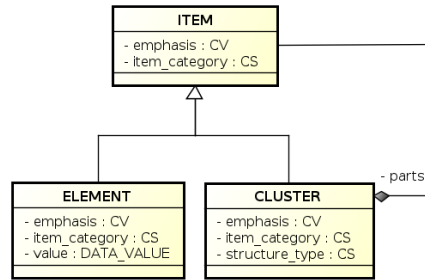 ITEM
- emphasis : CV
- item_category : CS
- parts
ELEMENT
- emphasis : CV
- item_category : CS
- value : DATA_VALUE
CLUSTER
- emphasis : CV
- item_category : CS
- structure_type : CS